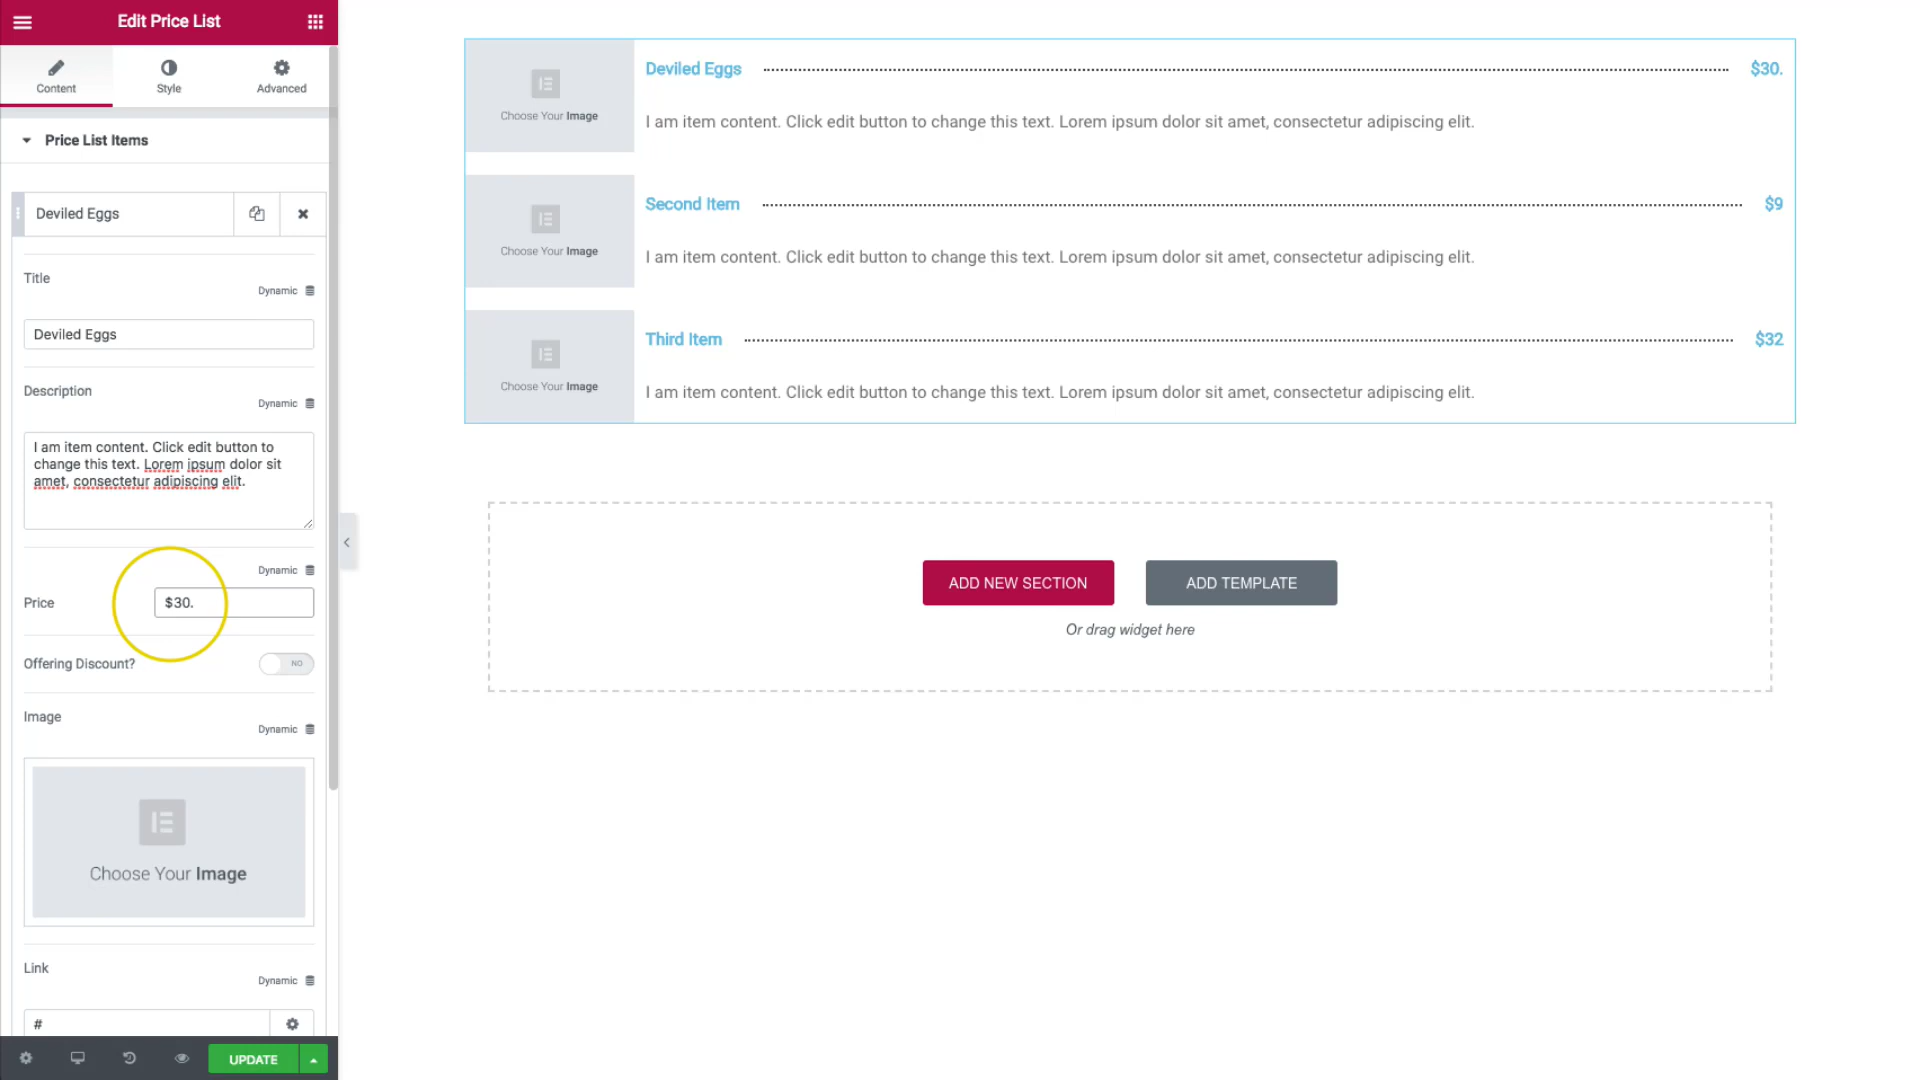 Edit Price List
Content
Style
Advanced
Price List Items
Deviled Eggs
Title
Dynamic
Deviled Eggs
Description
Dynamic
I am item content. Click edit button to
change this text. Lorem ipsum dolor sit
amet, consectetur adipiscing elit.
Dynamic
Price
$30.
Offering Discount?
NO
Image
Dynamic
Choose Your Image
Link
Dynamic
#
UPDATE
Choose Your Image
Deviled Eggs
$30.
I am item content. Click edit button to change this text. Lorem ipsum dolor sit amet, consectetur adipiscing elit.
Choose Your Image
Second Item
$9
I am item content. Click edit button to change this text. Lorem ipsum dolor sit amet, consectetur adipiscing elit.
Choose Your Image
Third Item
$32
I am item content. Click edit button to change this text. Lorem ipsum dolor sit amet, consectetur adipiscing elit.
ADD NEW SECTION
ADD TEMPLATE
Or drag widget here